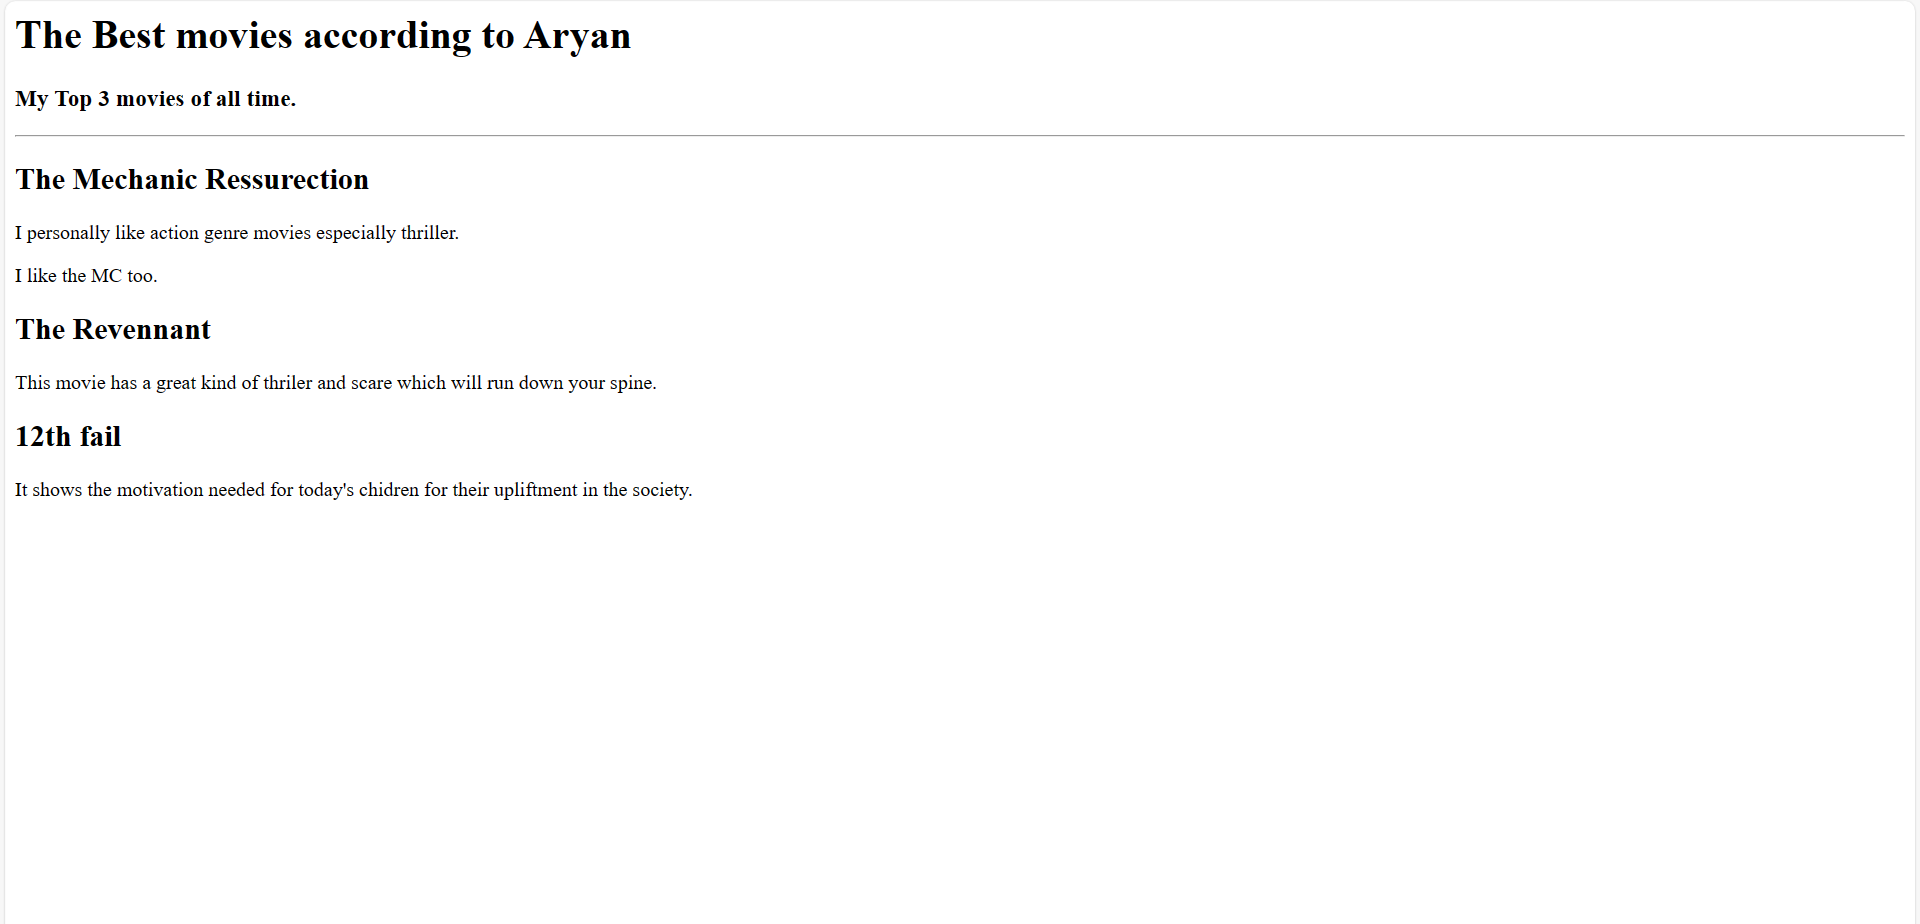 The Best movies according to Aryan
My Top 3 movies of all time.
The Mechanic Ressurection
I personally like action genre movies especially thriller.
I like the MC too.
The Revennant
This movie has a great kind of thriler and scare which will run down your spine.
12th fail
It shows the motivation needed for today's chidren for their upliftment in the society.